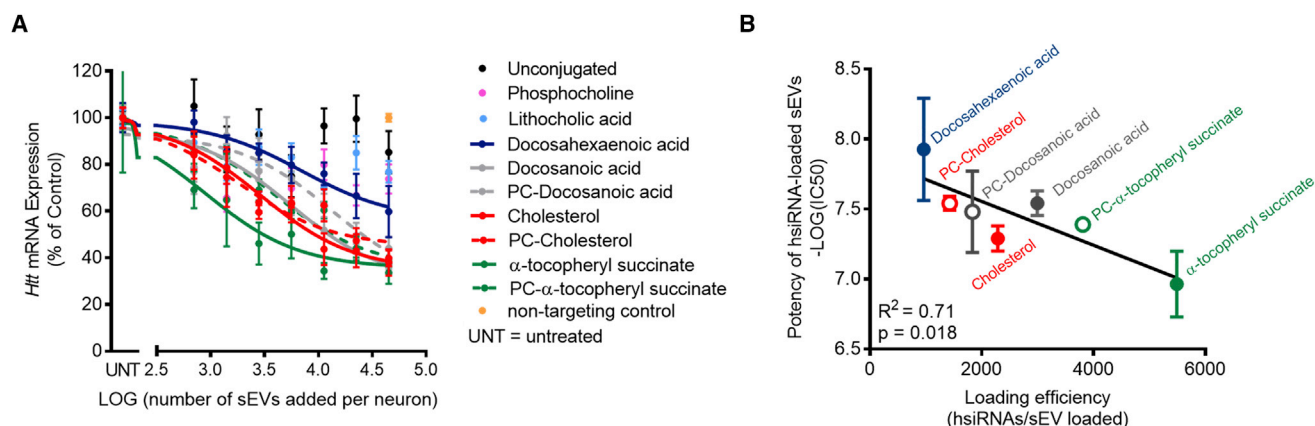 A
Htt mRNA Expression
(% of Control)
120
100
80
60
40
20
0
UNT
2.5
3.0
3.5
4.0
4.5
5.0
LOG (number of sEVs added per neuron)
Unconjugated
Phosphocholine
Lithocholic acid
Docosahexaenoic acid
Docosanoic acid
PC-Docosanoic acid
Cholesterol
PC-Cholesterol
α-tocopheryl succinate
PC-α-tocopheryl succinate
non-targeting control
UNT = untreated
B
Potency of hsiRNA-loaded sEVs
-LOG(IC50)
8.5
8.0
7.5
7.0
6.5
Docosahexaenoic acid
PC-Cholesterol
PC-Docosanoic acid
Docosanoic acid
Cholesterol
PC-α-tocopheryl succinate
α-tocopheryl succinate
R² = 0.71
p = 0.018
0
2000
4000
6000
Loading efficiency
(hsiRNAs/sEV loaded)